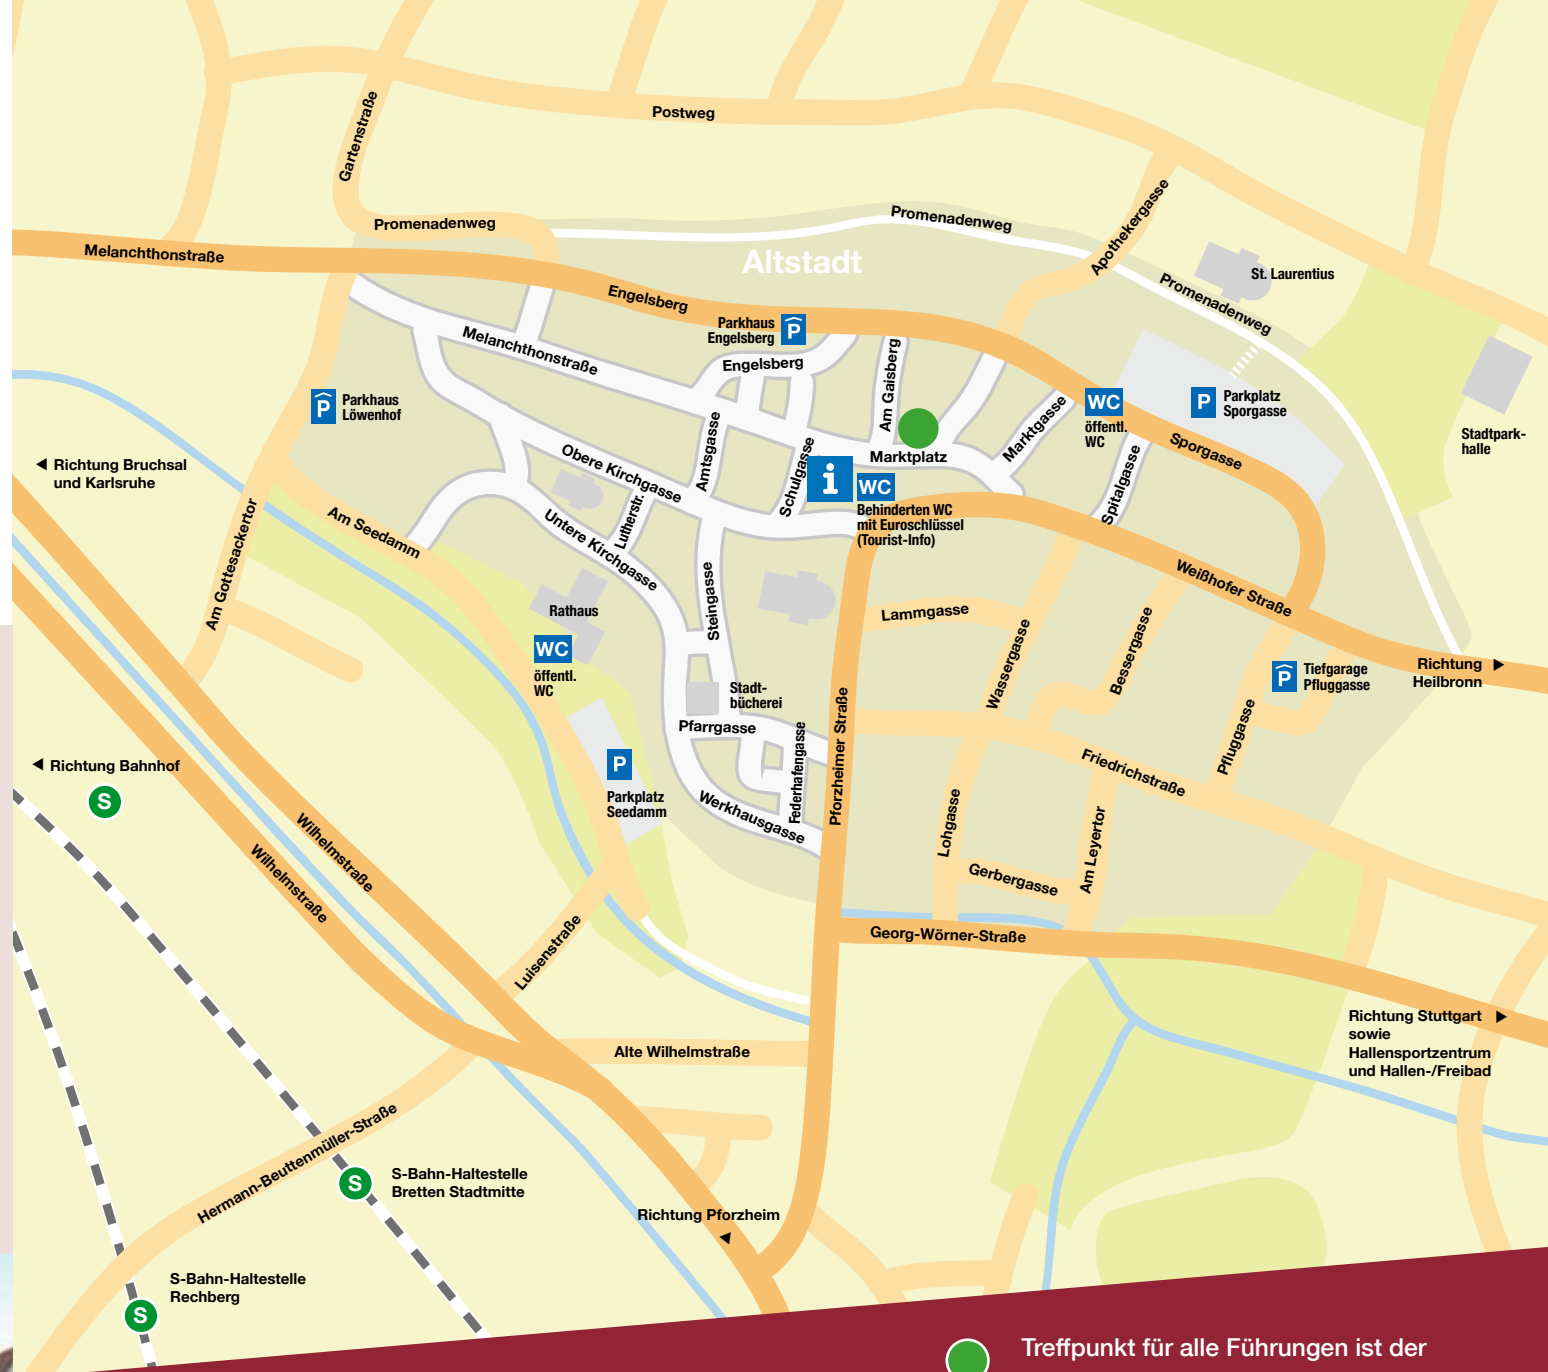 Postweg
Gartenstraße
Promenadenweg
Promenadenweg
Apothekergasse
Melanchthonstraße
Altstadt
St. Laurentius
Promenadenweg
Engelsberg
Parkhaus
Engelsberg
P
Melanchthonstraße
Engelsberg
Am Gaisberg
P
Parkhaus
Löwenhof
WC
öffentl.
WC
P
Parkplatz
Sporgasse
Marktgasse
Stadtpark-
halle
Sporgasse
Marktplatz
Amtsgasse
Schulgasse
Obere Kirchgasse
Spitalgasse
Richtung Bruchsal
und Karlsruhe
i
WC
Behinderten WC
mit Euroschlüssel
(Tourist-Info)
Lutherstr.
Untere Kirchgasse
Am Seedamm
Am Gottesackertor
Weißhofer Straße
Steingasse
Rathaus
WC
öffentl.
WC
Lammgasse
Wassergasse
Bessergasse
P
Tiefgarage
Pfluggasse
Richtung
Heilbronn
Stadt-
bücherei
Pfarrgasse
Federhafengasse
Pforzheimer Straße
Pfluggasse
Friedrichstraße
Richtung Bahnhof
S
P
Parkplatz
Seedamm
Werkhausgasse
Lohgasse
Am Leyertor
Gerbergasse
Wilhelmstraße
Wilhelmstraße
Luisenstraße
Georg-Wörner-Straße
Richtung Stuttgart
sowie
Hallensportzentrum
und Hallen-/Freibad
Alte Wilhelmstraße
Hermann-Beuttenmüller-Straße
S
S-Bahn-Haltestelle
Bretten Stadtmitte
Richtung Pforzheim
S-Bahn-Haltestelle
Rechberg
S
Treffpunkt für alle Führungen ist der